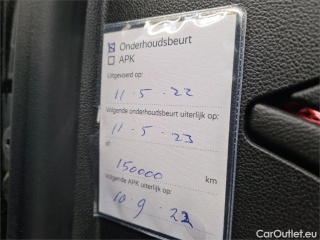 Onderhoudsbeurt
APK
Uitgevoerd op:
11 · 5 · 22
Volgende onderhoudsbeurt uiterlijk op:
11 · 5 · 23
of
150000 km
Volgende APK uiterlijk op:
10 · 9 ·
CarOutlet.eu